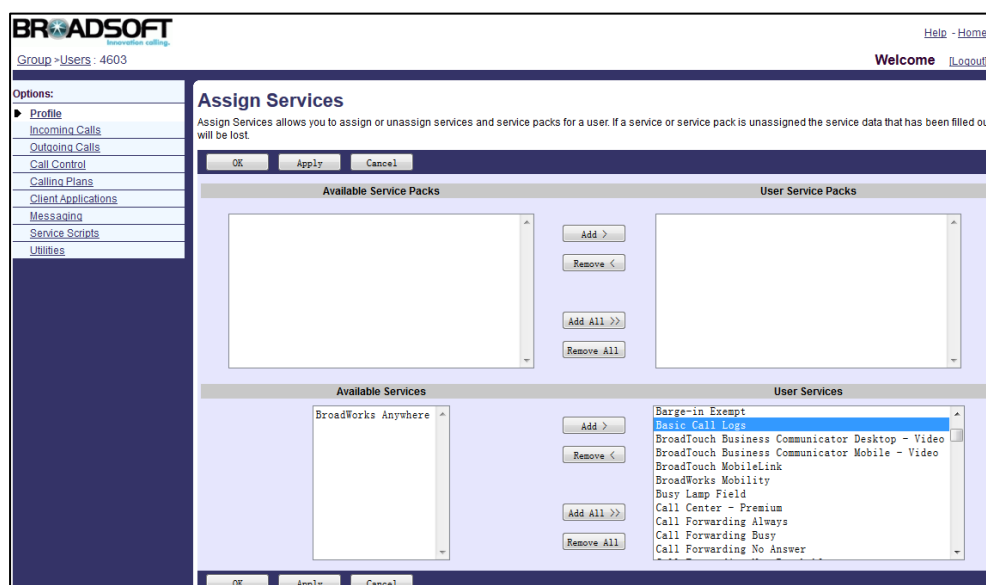 BROADSOFT
Innovation calling.
Help - Home
Group >Users : 4603
Welcome [Logout]
Options:
Profile
Incoming Calls
Outgoing Calls
Call Control
Calling Plans
Client Applications
Messaging
Service Scripts
Utilities
Assign Services
Assign Services allows you to assign or unassign services and service packs for a user. If a service or service pack is unassigned the service data that has been filled ou
will be lost.
OK Apply Cancel
Available Service Packs User Service Packs
Add >
Remove <
Add All >>
Remove All
Available Services User Services
BroadWorks Anywhere
Add >
Remove <
Add All >>
Remove All
Barge-in Exempt
Basic Call Logs
BroadTouch Business Communicator Desktop - Video
BroadTouch Business Communicator Mobile - Video
BroadTouch MobileLink
BroadWorks Mobility
Busy Lamp Field
Call Center - Premium
Call Forwarding Always
Call Forwarding Busy
Call Forwarding No Answer
OK Apply Cancel